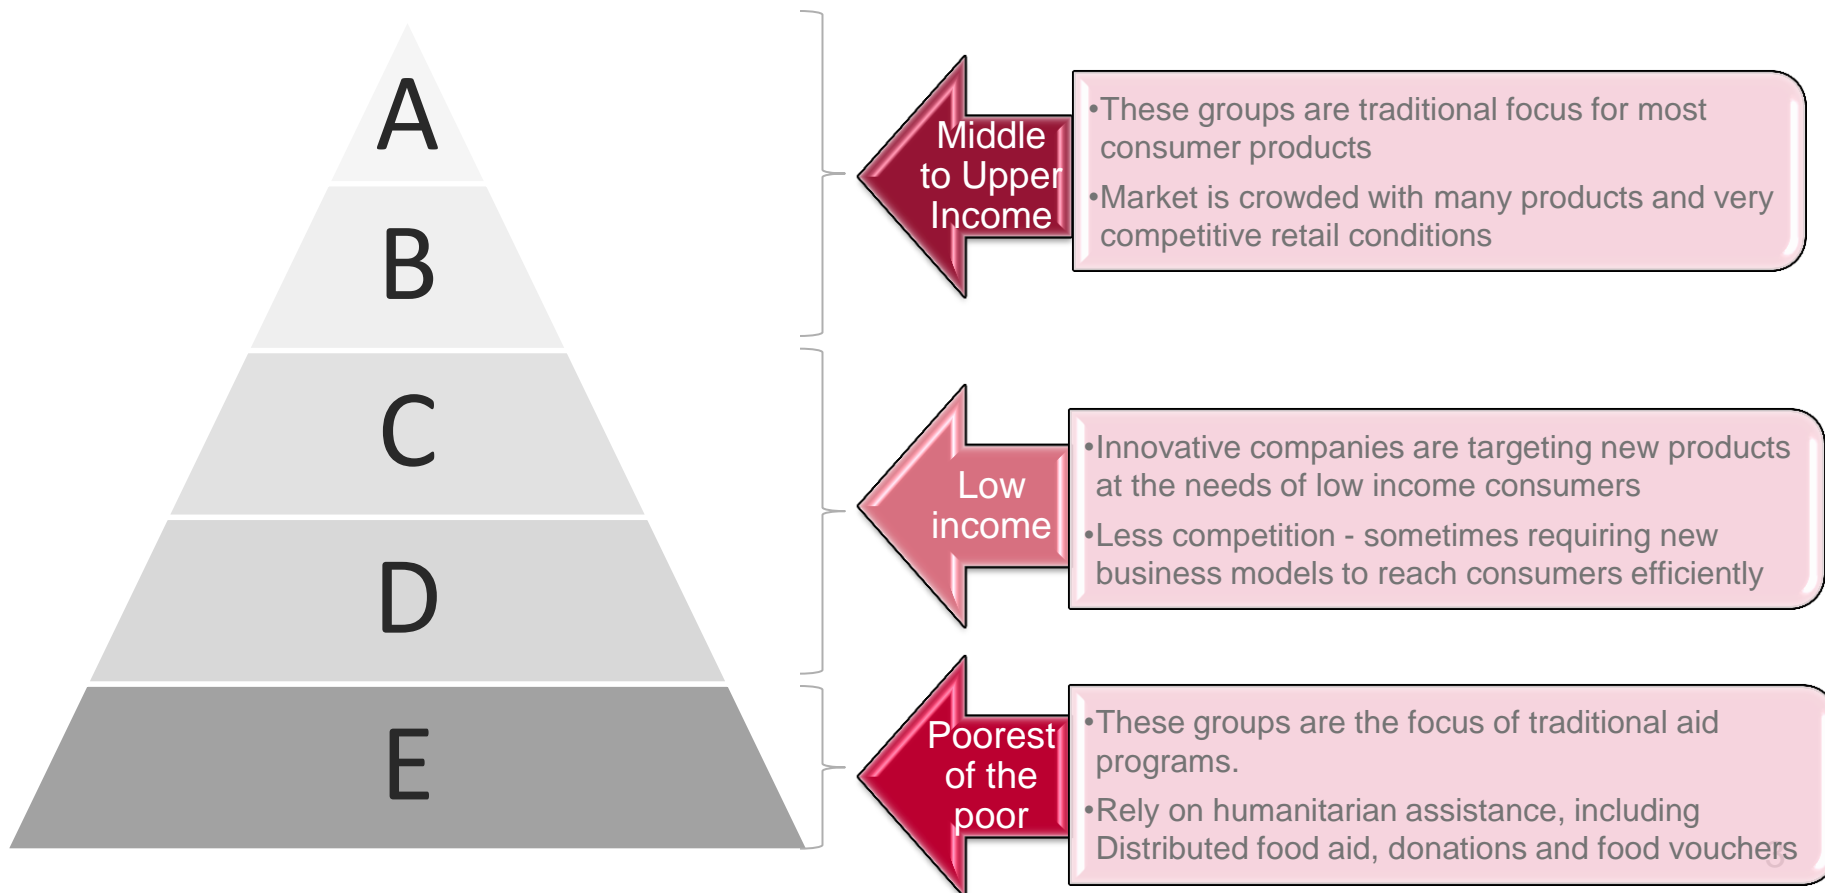 A
B
C
D
E
Middle
to Upper
Income
•These groups are traditional focus for most
consumer products
•Market is crowded with many products and very
competitive retail conditions
Low
income
•Innovative companies are targeting new products
at the needs of low income consumers
•Less competition - sometimes requiring new
business models to reach consumers efficiently
Poorest
of the
poor
•These groups are the focus of traditional aid
programs.
•Rely on humanitarian assistance, including
Distributed food aid, donations and food vouchers